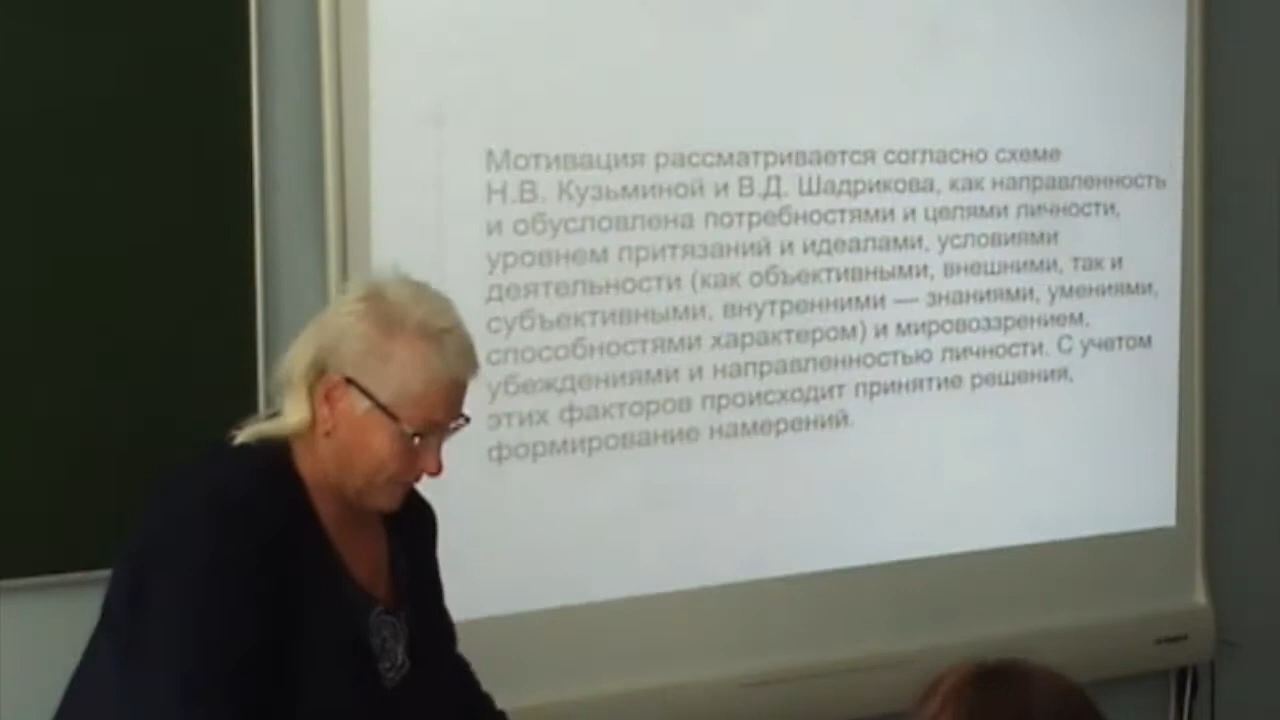 Мотивация рассматривается согласно схеме
Н.В. Кузьминой и В.Д. Шадрикова, как направленность
и обусловлена потребностями и целями личности,
уровнем притязаний и идеалами, условиями
деятельности (как объективными, внешними, так и
субъективными, внутренними — знаниями, умениями,
способностями характером) и мировоззрением,
убеждениями и направленностью личности. С учетом
этих факторов происходит принятие решения,
формирование намерений.